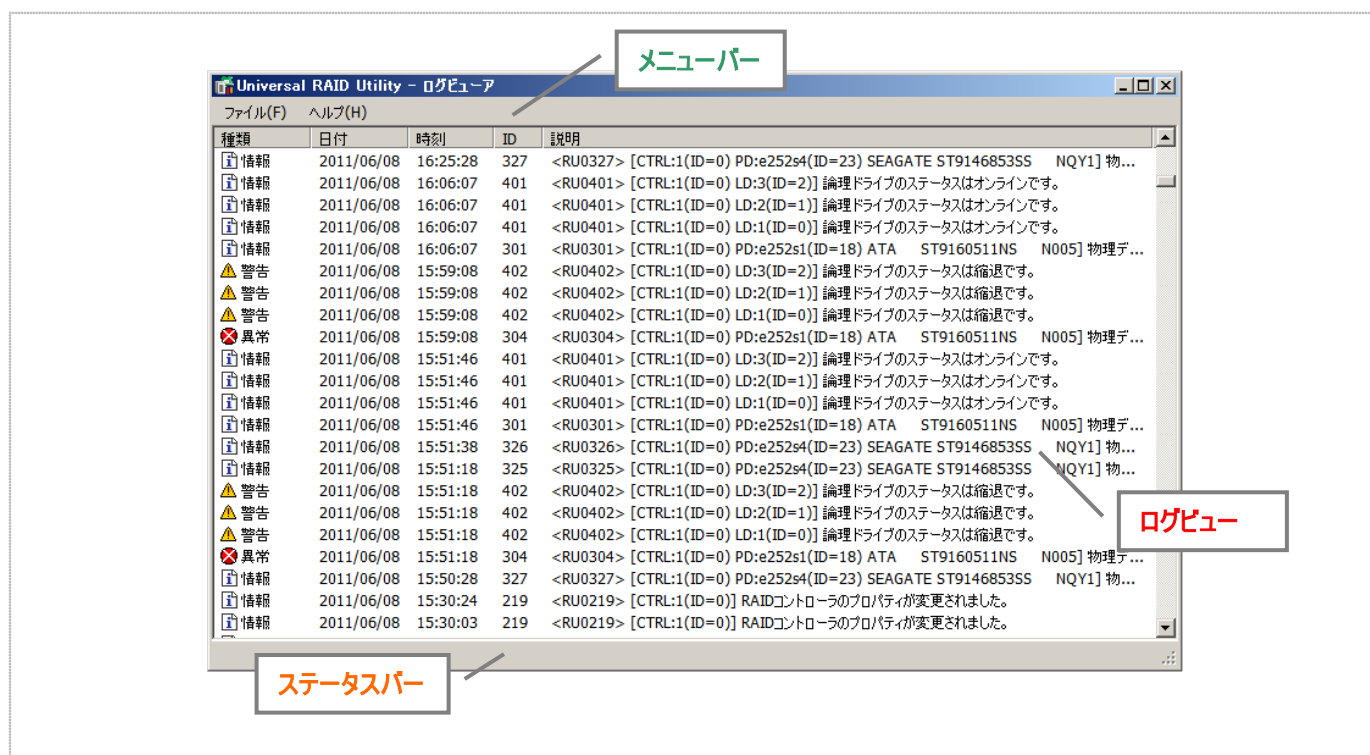 メニューバー
Universal RAID Utility - ログビューア
ファイル(F) ヘルプ(H)
種類 日付 時刻 ID 説明
情報 2011/06/08 16:25:28 327 <RU0327> [CTRL:1(ID=0) PD:e252s4(ID=23) SEAGATE ST9146853SS NQY1] 物...
情報 2011/06/08 16:06:07 401 <RU0401> [CTRL:1(ID=0) LD:3(ID=2)] 論理ドライブのステータスはオンラインです。
情報 2011/06/08 16:06:07 401 <RU0401> [CTRL:1(ID=0) LD:2(ID=1)] 論理ドライブのステータスはオンラインです。
情報 2011/06/08 16:06:07 401 <RU0401> [CTRL:1(ID=0) LD:1(ID=0)] 論理ドライブのステータスはオンラインです。
情報 2011/06/08 16:06:07 301 <RU0301> [CTRL:1(ID=0) PD:e252s1(ID=18) ATA ST9160511NS N005] 物理デ...
警告 2011/06/08 15:59:08 402 <RU0402> [CTRL:1(ID=0) LD:3(ID=2)] 論理ドライブのステータスは縮退です。
警告 2011/06/08 15:59:08 402 <RU0402> [CTRL:1(ID=0) LD:2(ID=1)] 論理ドライブのステータスは縮退です。
警告 2011/06/08 15:59:08 402 <RU0402> [CTRL:1(ID=0) LD:1(ID=0)] 論理ドライブのステータスは縮退です。
異常 2011/06/08 15:59:08 304 <RU0304> [CTRL:1(ID=0) PD:e252s1(ID=18) ATA ST9160511NS N005] 物理デ...
情報 2011/06/08 15:51:46 401 <RU0401> [CTRL:1(ID=0) LD:3(ID=2)] 論理ドライブのステータスはオンラインです。
情報 2011/06/08 15:51:46 401 <RU0401> [CTRL:1(ID=0) LD:2(ID=1)] 論理ドライブのステータスはオンラインです。
情報 2011/06/08 15:51:46 401 <RU0401> [CTRL:1(ID=0) LD:1(ID=0)] 論理ドライブのステータスはオンラインです。
情報 2011/06/08 15:51:46 301 <RU0301> [CTRL:1(ID=0) PD:e252s1(ID=18) ATA ST9160511NS N005] 物理デ...
情報 2011/06/08 15:51:38 326 <RU0326> [CTRL:1(ID=0) PD:e252s4(ID=23) SEAGATE ST9146853SS NQY1] 物...
情報 2011/06/08 15:51:18 325 <RU0325> [CTRL:1(ID=0) PD:e252s4(ID=23) SEAGATE ST9146853SS NQY1] 物...
警告 2011/06/08 15:51:18 402 <RU0402> [CTRL:1(ID=0) LD:3(ID=2)] 論理ドライブのステータスは縮退です。
警告 2011/06/08 15:51:18 402 <RU0402> [CTRL:1(ID=0) LD:2(ID=1)] 論理ドライブのステータスは縮退です。
警告 2011/06/08 15:51:18 402 <RU0402> [CTRL:1(ID=0) LD:1(ID=0)] 論理ドライブのステータスは縮退です。
ログビュー
異常 2011/06/08 15:51:18 304 <RU0304> [CTRL:1(ID=0) PD:e252s1(ID=18) ATA ST9160511NS N005] 物理デ...
情報 2011/06/08 15:50:28 327 <RU0327> [CTRL:1(ID=0) PD:e252s4(ID=23) SEAGATE ST9146853SS NQY1] 物...
情報 2011/06/08 15:30:24 219 <RU0219> [CTRL:1(ID=0)] RAIDコントローラのプロパティが変更されました。
情報 2011/06/08 15:30:03 219 <RU0219> [CTRL:1(ID=0)] RAIDコントローラのプロパティが変更されました。
ステータスバー